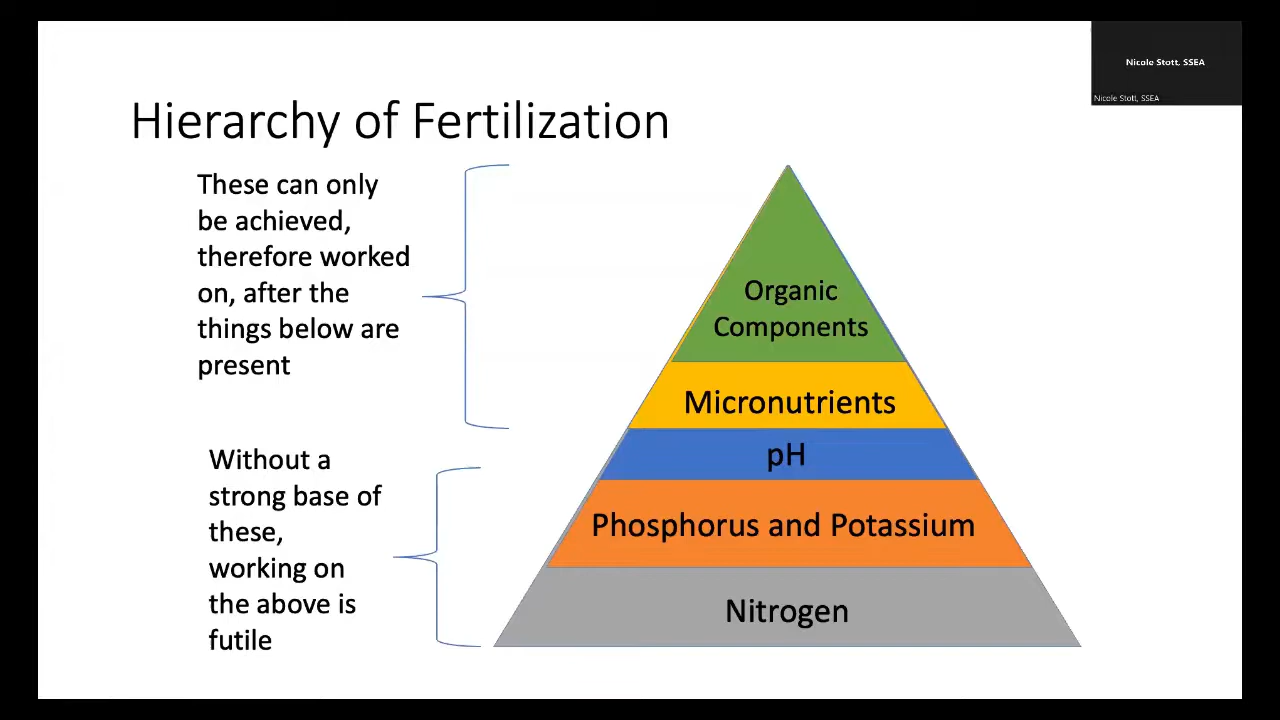 Nicole Stott, SSEA
Nicole Stott, SSEA
Hierarchy of Fertilization
These can only
be achieved,
therefore worked
on, after the
things below are
present
Without a
strong base of
these,
working on
the above is
futile
Organic
Components
Micronutrients
pH
Phosphorus and Potassium
Nitrogen